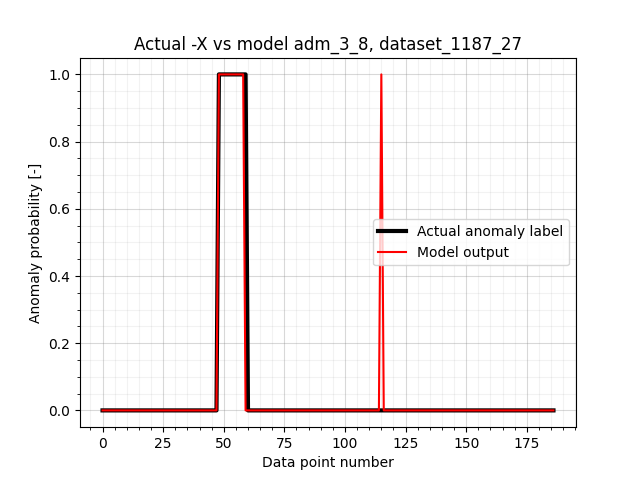 Actual -X vs model adm_3_8, dataset_1187_27
1.0
0.8
0.6
0.4
0.2
0.0
Anomaly probability [-]
Actual anomaly label
Model output
0 25 50 75 100 125 150 175
Data point number